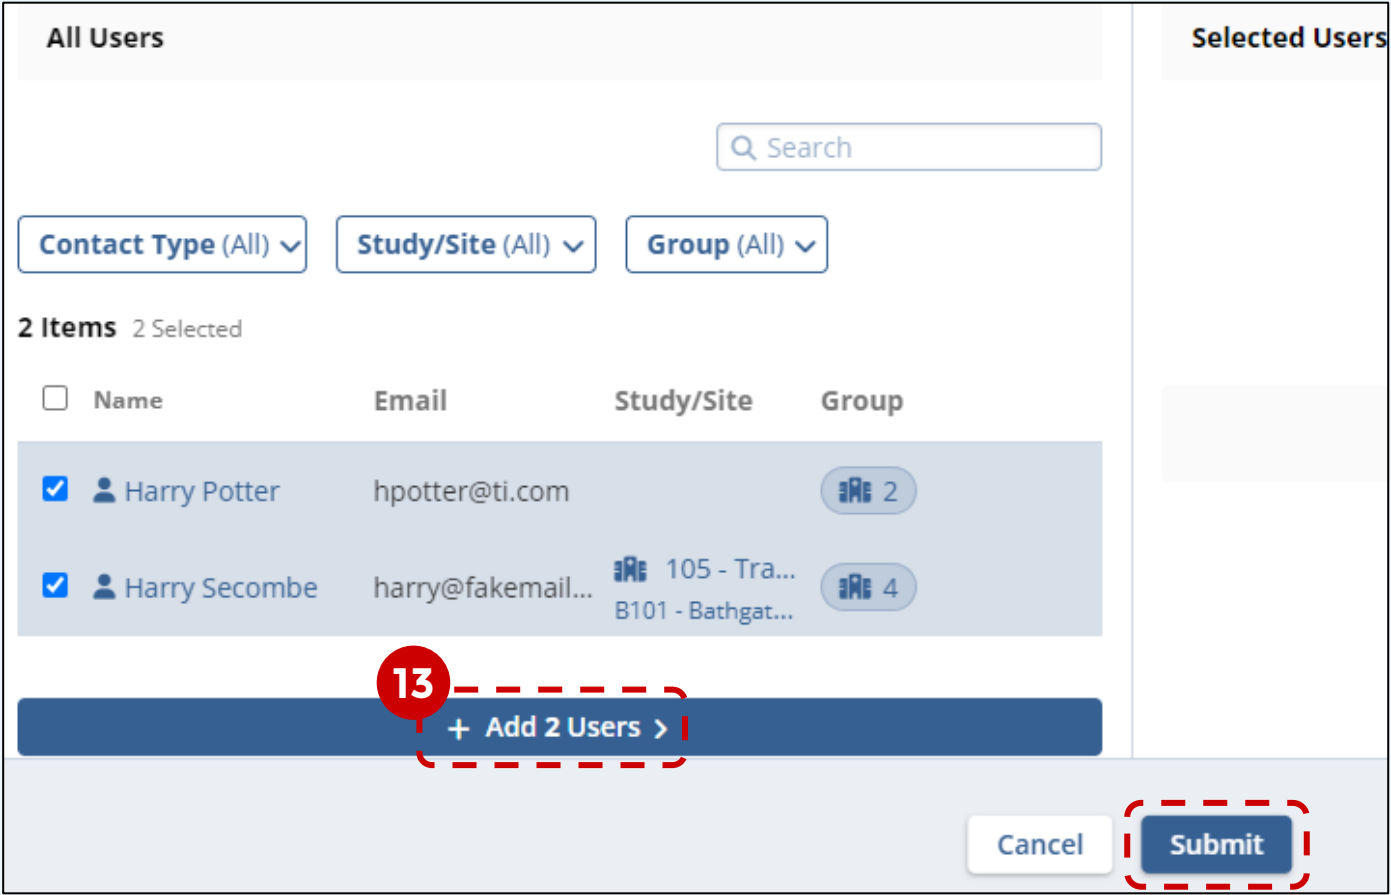 All Users
Selected Users
Search
Contact Type (All)
Study/Site (All)
Group (All)
2 Items 2 Selected
Name Email Study/Site Group
Harry Potter hpotter@ti.com 2
Harry Secombe harry@fakemail... 105 - Tra... 4
B101 - Bathgat...
13
+ Add 2 Users >
Cancel
Submit